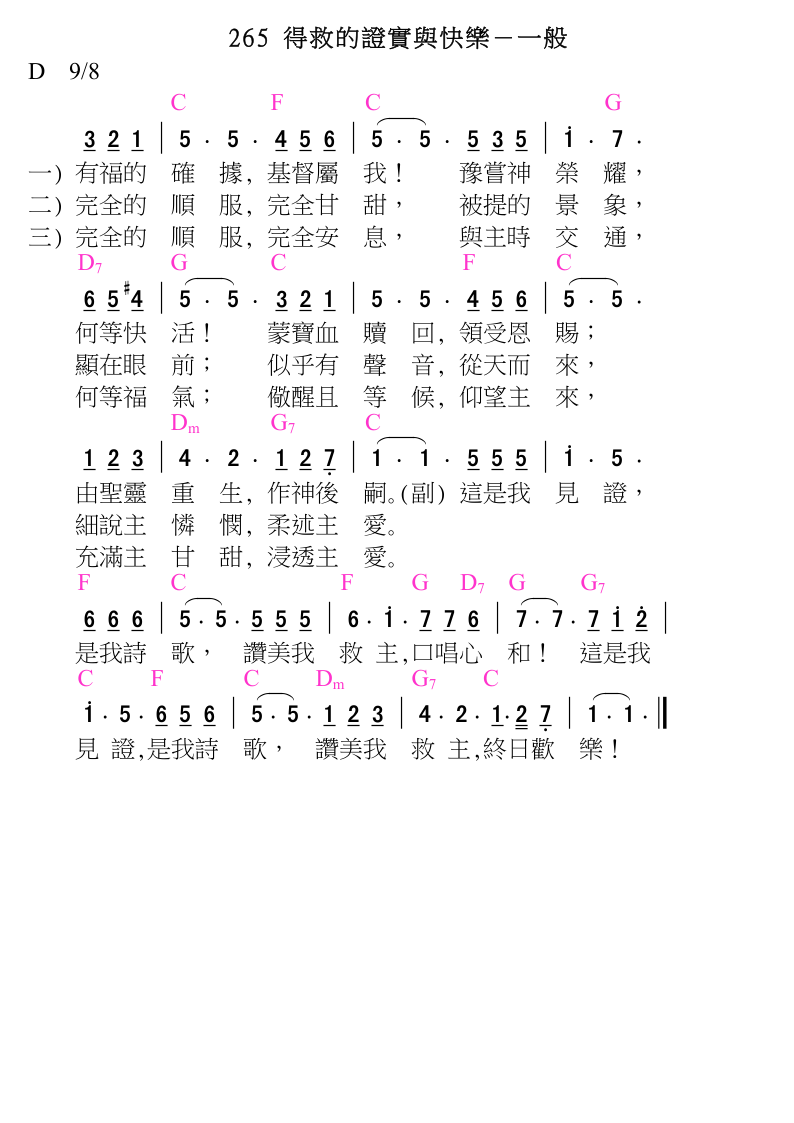 265 得救的證實與快樂－一般
D 9/8
C F C G
3 2 1 | 5 · 5 · 4 5 6 | 5 · 5 · 5 3 5 | 1 · 7 ·
一) 有福的 確 據, 基督屬 我！ 豫嘗神 榮 耀，
二) 完全的 順 服, 完全甘 甜， 被提的 景 象，
三) 完全的 順 服, 完全安 息， 與主時 交 通，
D7 G C F C
6 5 #4 | 5 · 5 · 3 2 1 | 5 · 5 · 4 5 6 | 5 · 5 ·
何等快 活！ 蒙寶血 贖 回, 領受恩 賜；
顯在眼 前； 似乎有 聲 音, 從天而 來，
何等福 氣； 儆醒且 等 候, 仰望主 來，
Dm G7 C
1 2 3 | 4 · 2 · 1 2 7 | 1 · 1 · 5 5 5 | 1 · 5 ·
由聖靈 重 生, 作神後 嗣。(副) 這是我 見 證，
細說主 憐 憫, 柔述主 愛。
充滿主 甘 甜, 浸透主 愛。
F C F G D7 G G7
6 6 6 | 5 · 5 · 5 5 5 | 6 · 1 · 7 7 6 | 7 · 7 · 7 1 2 |
是我詩 歌， 讚美我 救 主,口唱心 和！ 這是我
C F C Dm G7 C
1 · 5 · 6 5 6 | 5 · 5 · 1 2 3 | 4 · 2 · 1 · 2 7 | 1 · 1 · ||
見 證,是我詩 歌， 讚美我 救 主,終日歡 樂！